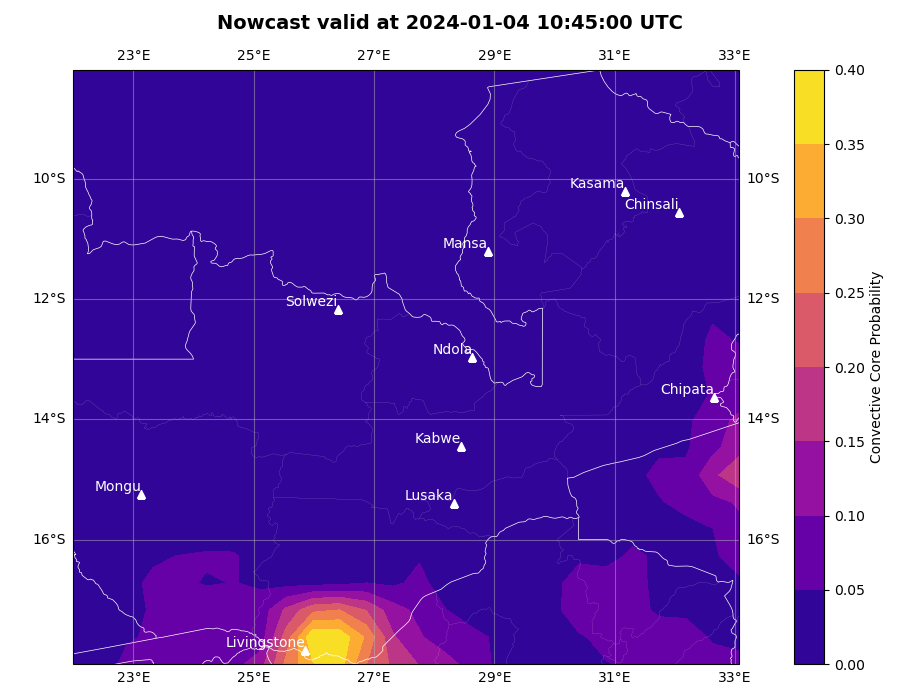 Nowcast valid at 2024-01-04 10:45:00 UTC
23°E 25°E 27°E 29°E 31°E 33°E
0.40
0.35
10°S 10°S
Kasama
Chinsali
0.30
Mansa
0.25
12°S 12°S
Solwezi
Ndola
0.20
Chipata
14°S 14°S
Kabwe
0.15
Mongu
Lusaka
0.10
16°S 16°S
0.05
Livingstone
0.00
23°E 25°E 27°E 29°E 31°E 33°E
Convective Core Probability